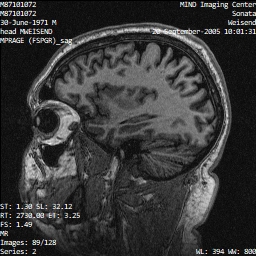 M87101072
M87101072
30-June-1971 M
head MWEISEND
MPRAGE (FSPGR)_sag
MIND Imaging Center
Sonata
Weisend
20 September-2005 10:01:31
ST: 1.30 SL: 32.12
RT: 2730.00 ET: 3.25
FS: 1.49
MR
Images: 89/128
Series: 2
WL: 394 WW: 800